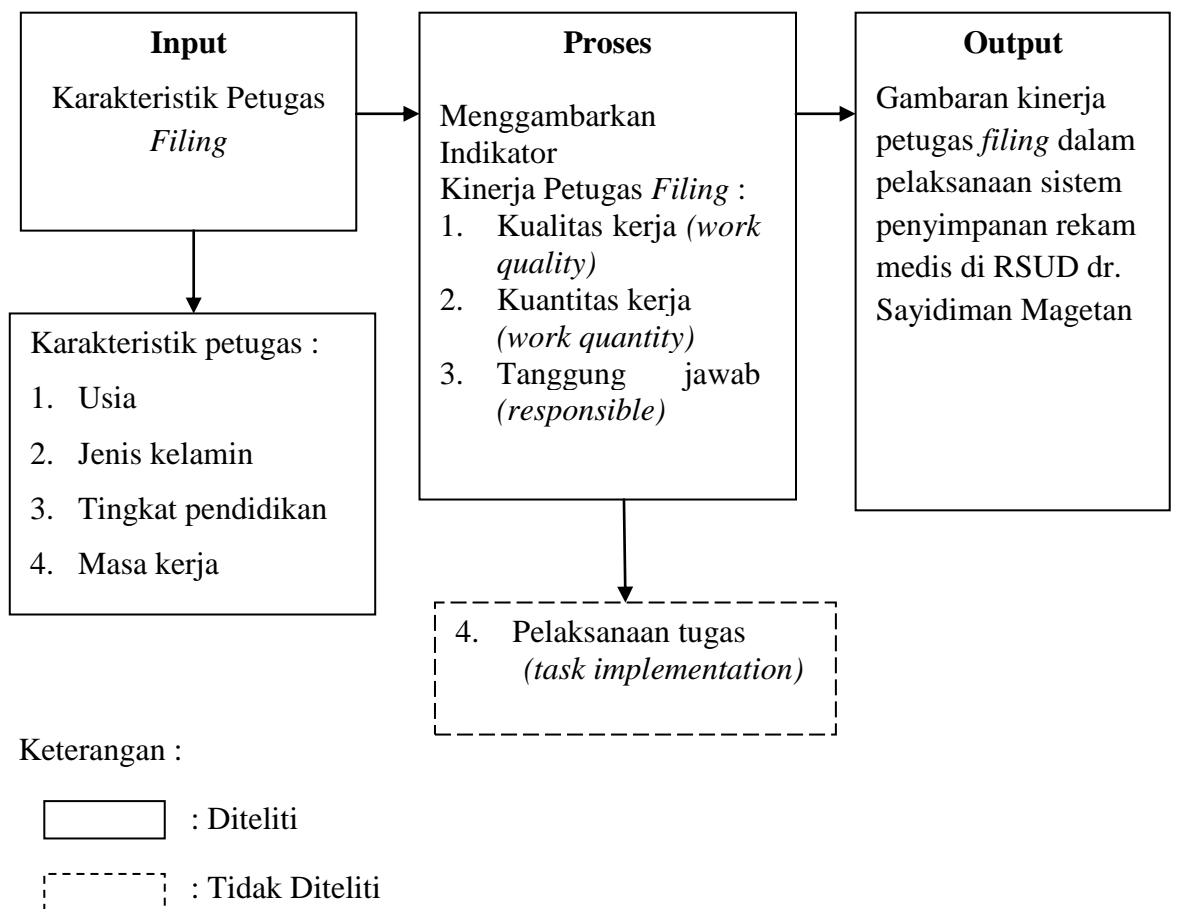 Input
Karakteristik Petugas
Filing
Karakteristik petugas :
1. Usia
2. Jenis kelamin
3. Tingkat pendidikan
4. Masa kerja
Proses
Menggambarkan
Indikator
Kinerja Petugas Filing :
1. Kualitas kerja (work
quality)
2. Kuantitas kerja
(work quantity)
3. Tanggung jawab
(responsible)
4. Pelaksanaan tugas
(task implementation)
Output
Gambaran kinerja
petugas filing dalam
pelaksanaan sistem
penyimpanan rekam
medis di RSUD dr.
Sayidiman Magetan
Keterangan :
: Diteliti
: Tidak Diteliti